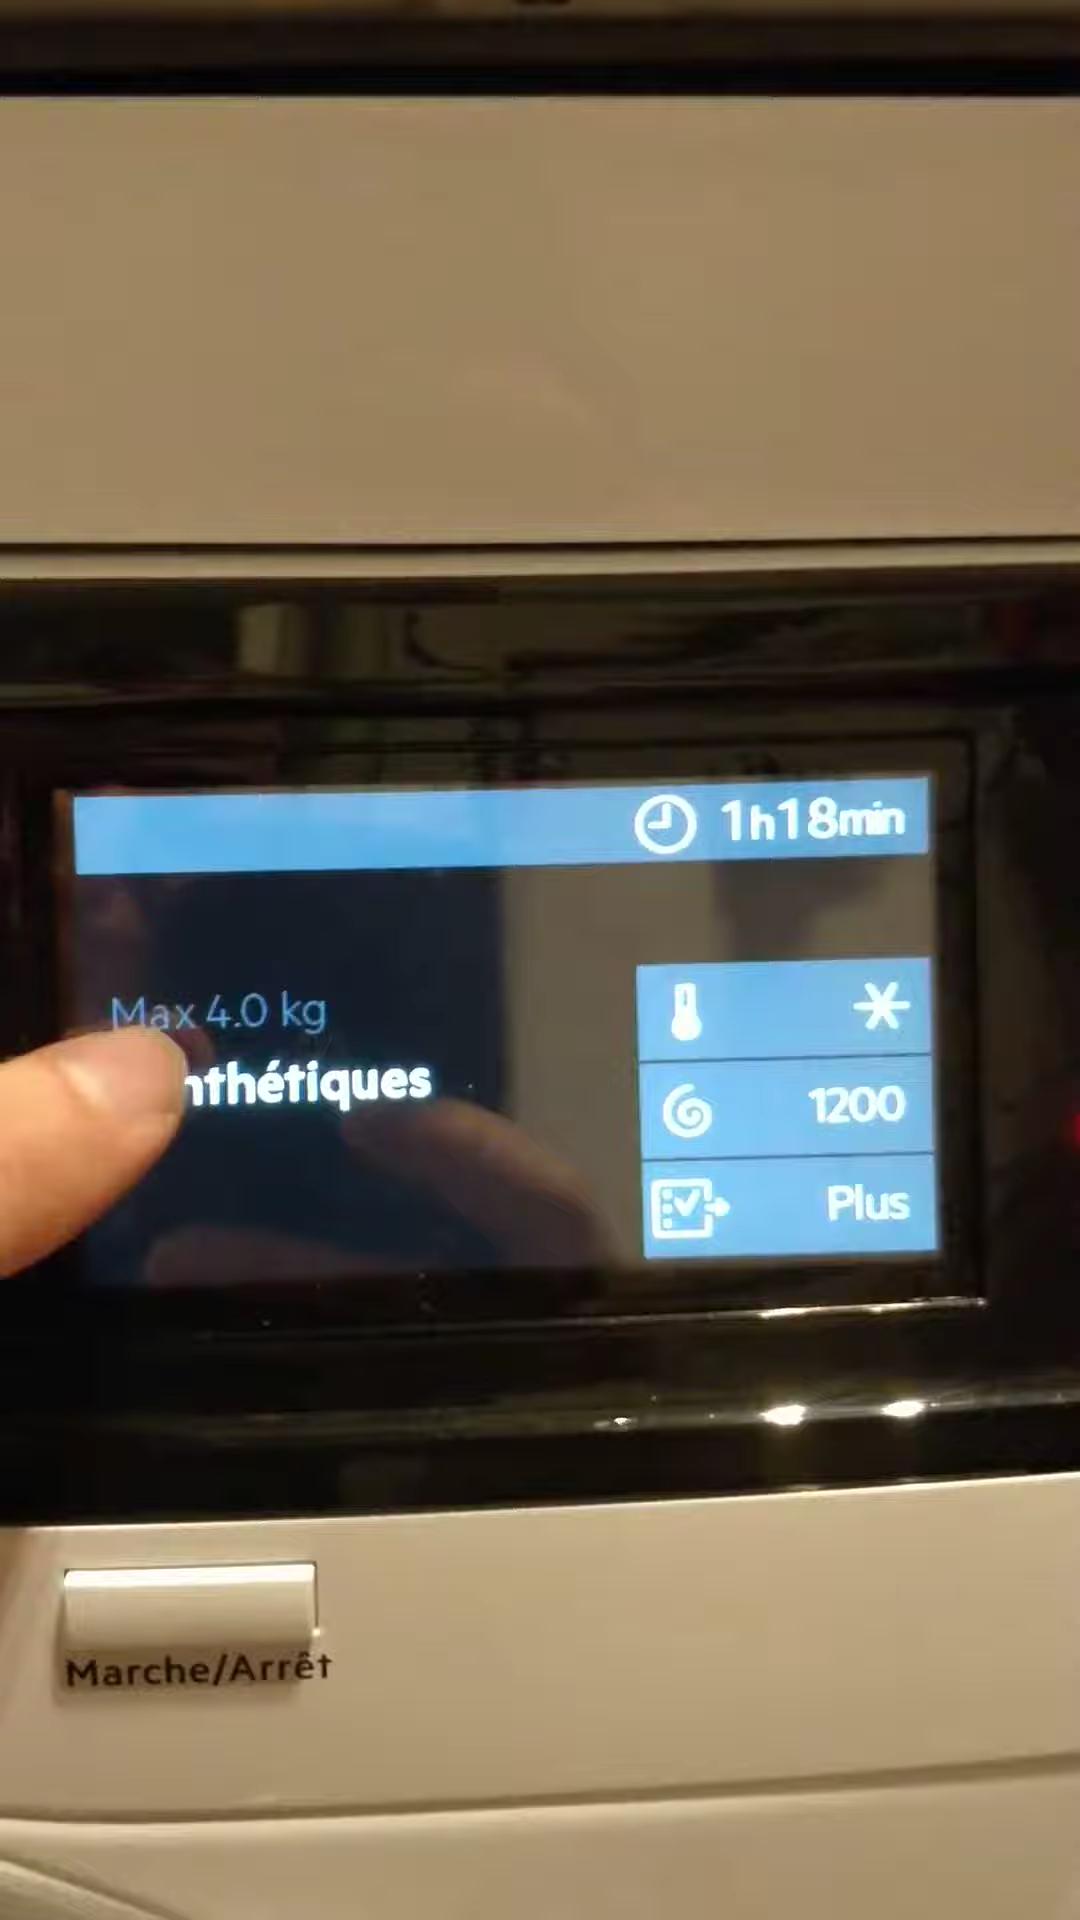 1h18min
Max 4.0 kg
nthétiques
1200
Plus
Marche/Arrêt